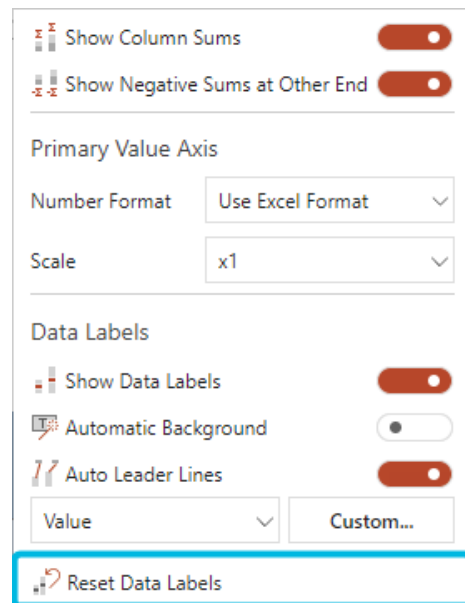 Show Column Sums
Show Negative Sums at Other End
Primary Value Axis
Number Format Use Excel Format
Scale x1
Data Labels
Show Data Labels
Automatic Background
Auto Leader Lines
Value Custom...
Reset Data Labels